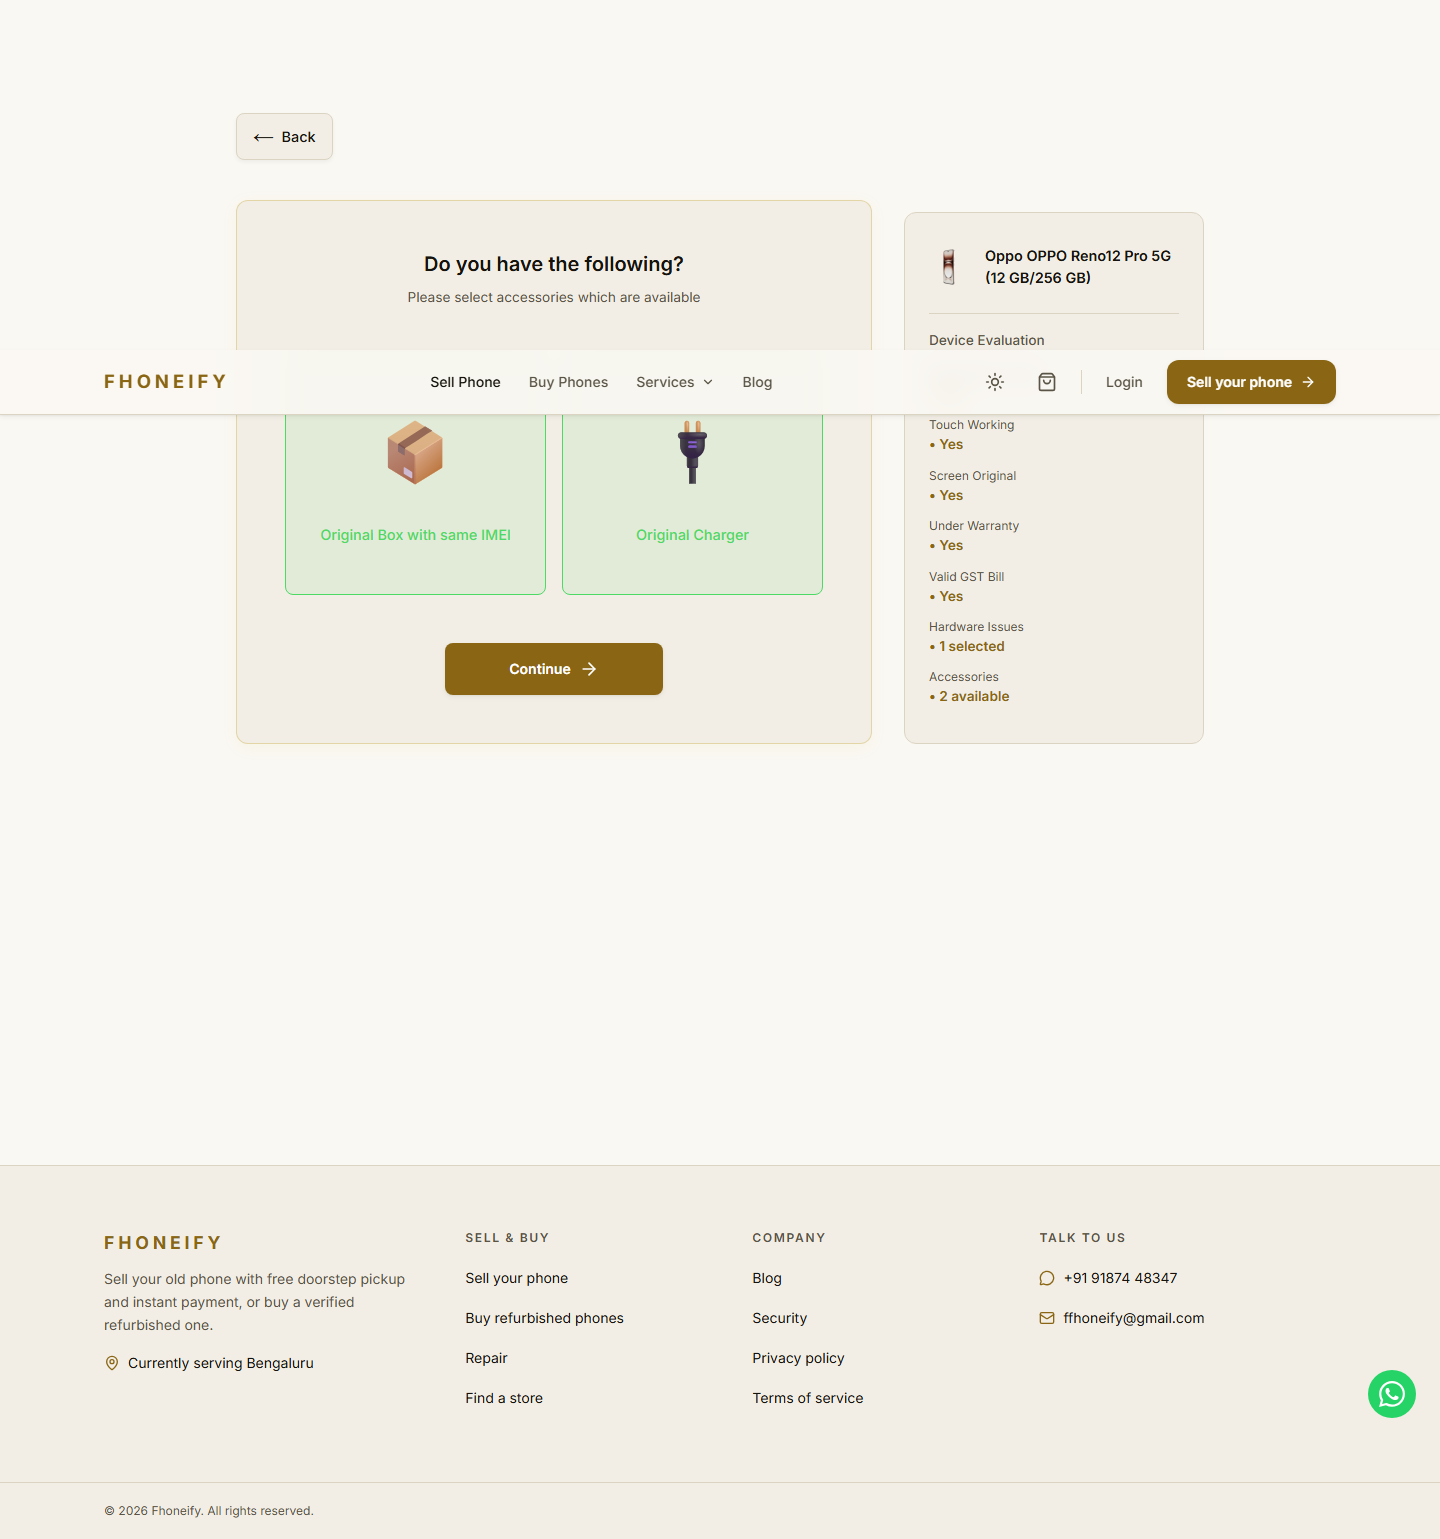 ← Back
Do you have the following?
Please select accessories which are available
Oppo OPPO Reno12 Pro 5G
(12 GB/256 GB)
Device Evaluation
FHONEIFY
Sell Phone
Buy Phones
Services
Blog
Login
Sell your phone →
Original Box with same IMEI
Original Charger
Continue →
Touch Working
• Yes
Screen Original
• Yes
Under Warranty
• Yes
Valid GST Bill
• Yes
Hardware Issues
• 1 selected
Accessories
• 2 available
FHONEIFY
Sell your old phone with free doorstep pickup
and instant payment, or buy a verified
refurbished one.
Currently serving Bengaluru
SELL & BUY
Sell your phone
Buy refurbished phones
Repair
Find a store
COMPANY
Blog
Security
Privacy policy
Terms of service
TALK TO US
+91 91874 48347
ffhoneify@gmail.com
© 2026 Fhoneify. All rights reserved.